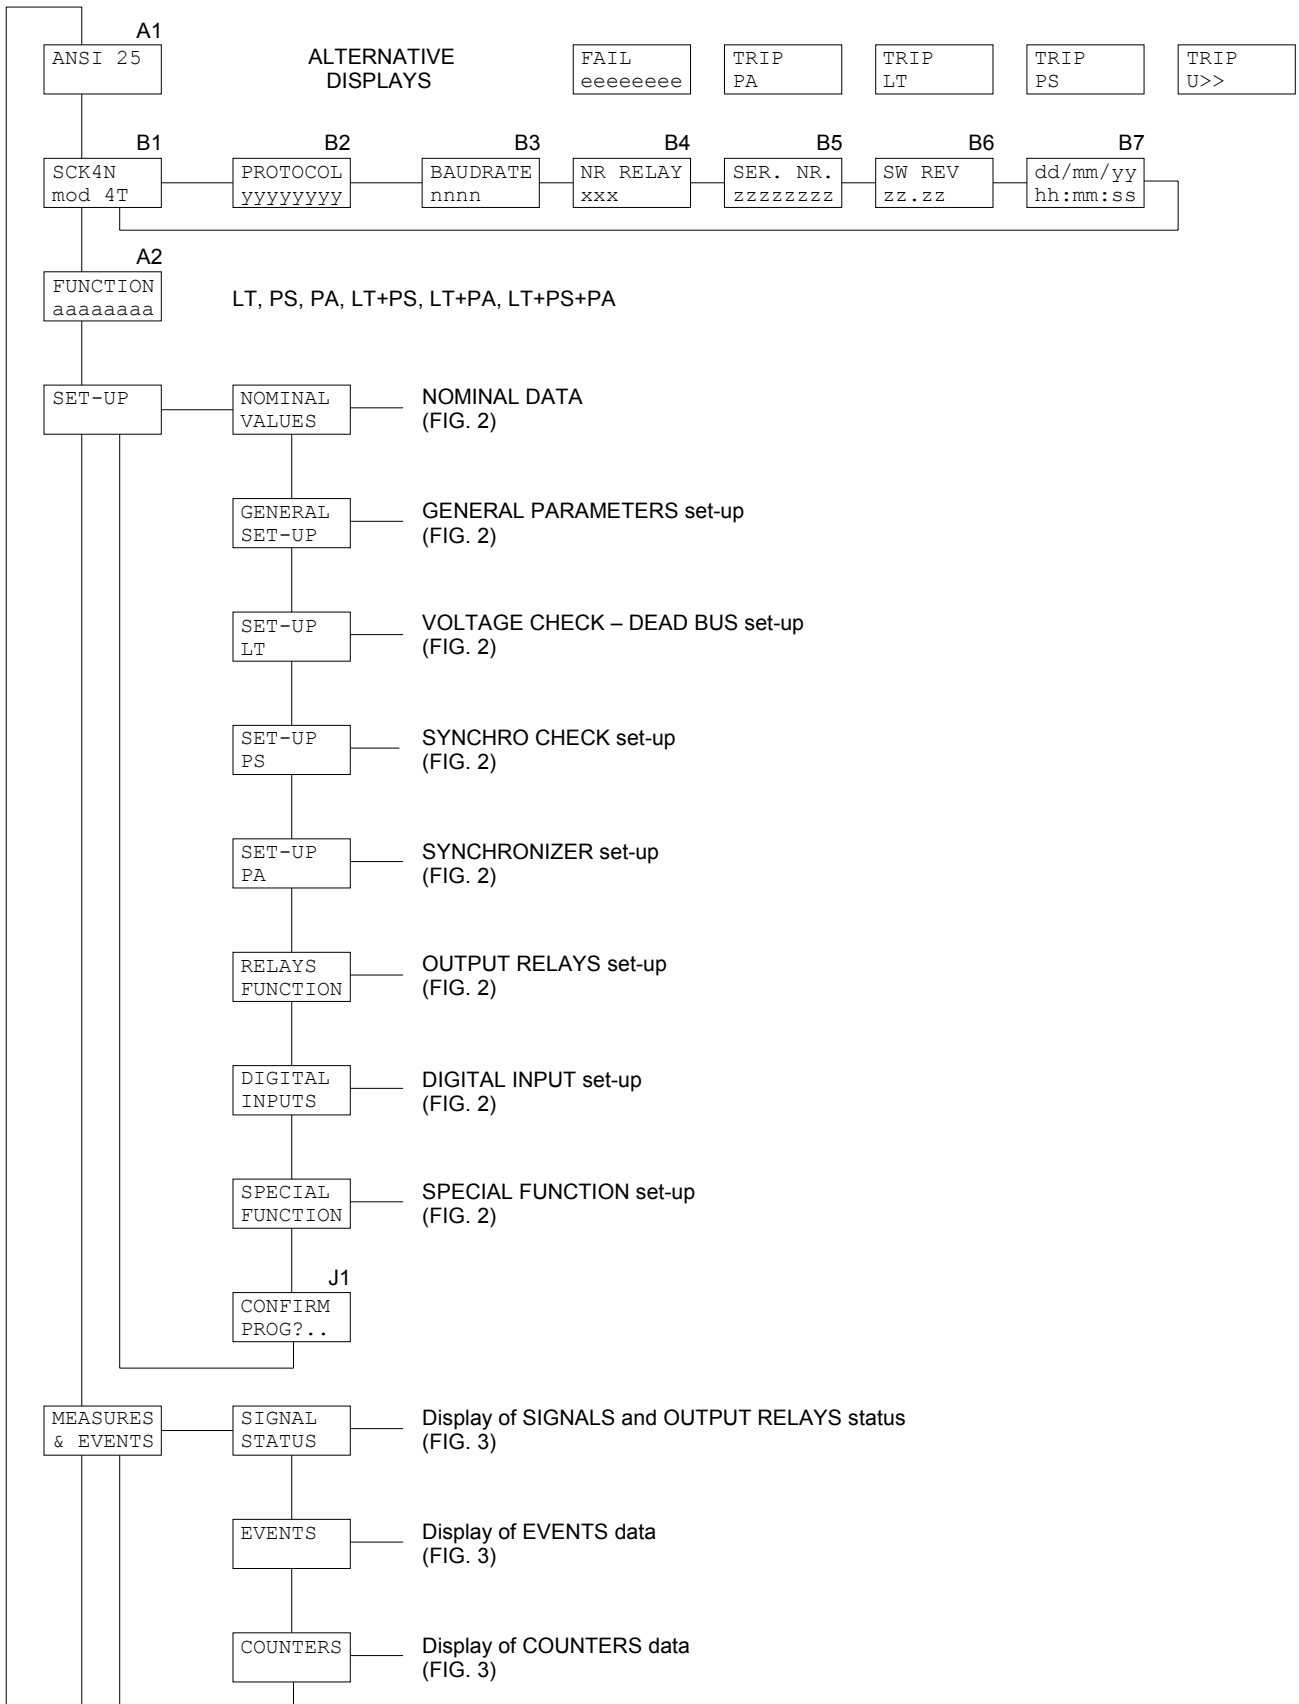 A1
ANSI 25
ALTERNATIVE
DISPLAYS
FAIL
eeeeeeee
TRIP
PA
TRIP
LT
TRIP
PS
TRIP
U>>
B1
SCK4N
mod 4T
B2
PROTOCOL
yyyyyyyy
B3
BAUDRATE
nnnn
B4
NR RELAY
xxx
B5
SER. NR.
zzzzzzzz
B6
SW REV
zz.zz
B7
dd/mm/yy
hh:mm:ss
A2
FUNCTION
aaaaaaaa
LT, PS, PA, LT+PS, LT+PA, LT+PS+PA
SET-UP
NOMINAL
VALUES
NOMINAL DATA
(FIG. 2)
GENERAL
SET-UP
GENERAL PARAMETERS set-up
(FIG. 2)
SET-UP
LT
VOLTAGE CHECK – DEAD BUS set-up
(FIG. 2)
SET-UP
PS
SYNCHRO CHECK set-up
(FIG. 2)
SET-UP
PA
SYNCHRONIZER set-up
(FIG. 2)
RELAYS
FUNCTION
OUTPUT RELAYS set-up
(FIG. 2)
DIGITAL
INPUTS
DIGITAL INPUT set-up
(FIG. 2)
SPECIAL
FUNCTION
SPECIAL FUNCTION set-up
(FIG. 2)
J1
CONFIRM
PROG?..
MEASURES
& EVENTS
SIGNAL
STATUS
Display of SIGNALS and OUTPUT RELAYS status
(FIG. 3)
EVENTS
Display of EVENTS data
(FIG. 3)
COUNTERS
Display of COUNTERS data
(FIG. 3)